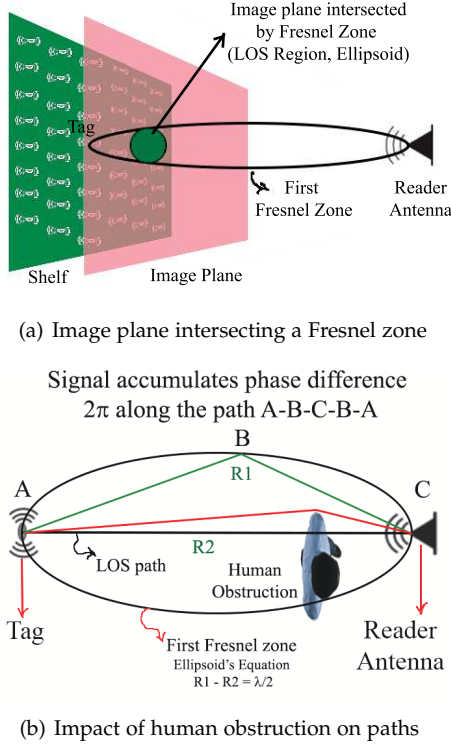 Image plane intersected
by Fresnel Zone
(LOS Region, Ellipsoid)
Tag
First
Fresnel Zone
Reader
Antenna
Shelf
Image Plane
(a) Image plane intersecting a Fresnel zone
Signal accumulates phase difference
2π along the path A-B-C-B-A
B
A
R1
C
R2
LOS path
Human
Obstruction
Tag
First Fresnel zone
Ellipsoid's Equation
R1 - R2 = λ/2
Reader
Antenna
(b) Impact of human obstruction on paths